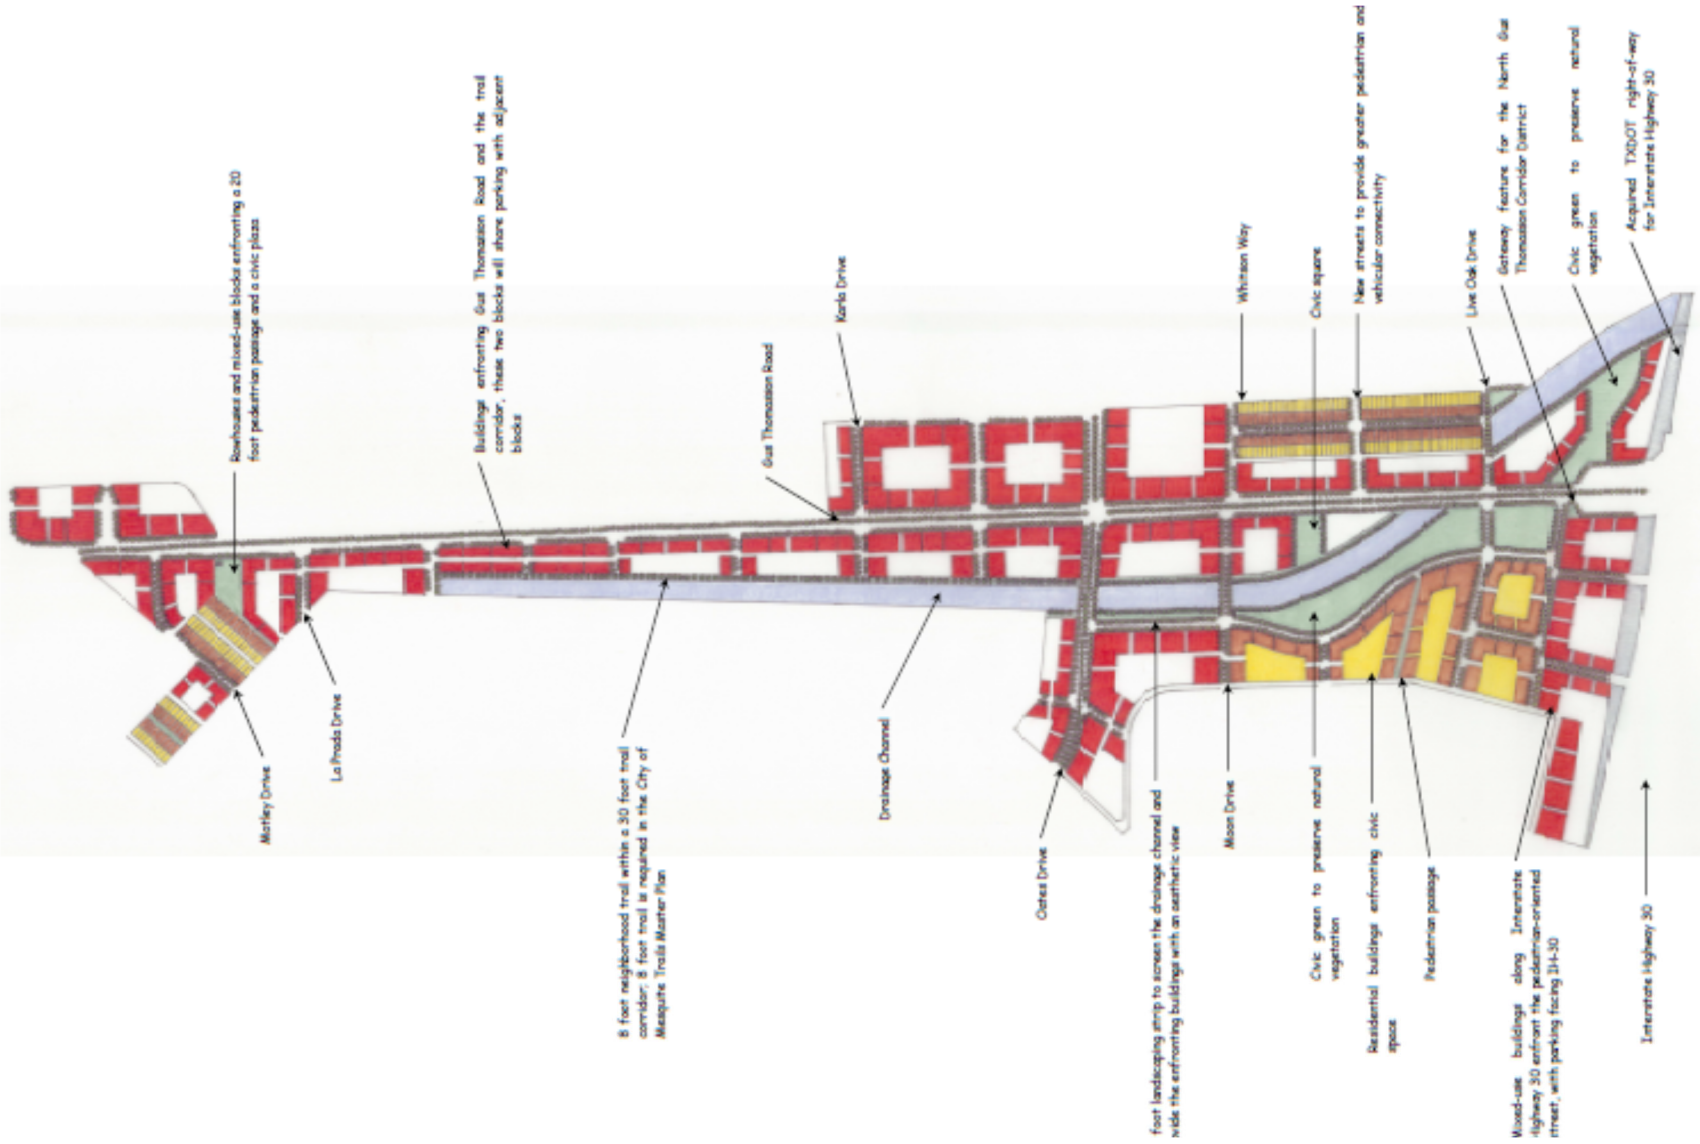 Rowhouses and mixed-use blocks enfronting a 20
foot pedestrian passage and a civic plaza
Buildings enfronting Gus Thomasson Road and the trail
corridor, these two blocks will share parking with adjacent
blocks
Gus Thomasson Road
Karla Drive
Whitson Way
Civic square
New streets to provide greater pedestrian and
vehicular connectivity
Live Oak Drive
Gateway feature for the North Gus
Thomasson Corridor District
Civic green to preserve natural
vegetation
Acquired TXDOT right-of-way
for Interstate Highway 30
Motley Drive
La Prada Drive
8 foot neighborhood trail within a 30 foot trail
corridor; 8 foot trail is required in the City of
Mesquite Trails Master Plan
Drainage Channel
Oates Drive
foot landscaping strip to screen the drainage channel and
vide the enfronting buildings with an aesthetic view
Moon Drive
Civic green to preserve natural
vegetation
Residential buildings enfronting civic
space
Pedestrian passage
Mixed-use buildings along Interstate
Highway 30 enfront the pedestrian-oriented
street, with parking facing IH-30
Interstate Highway 30